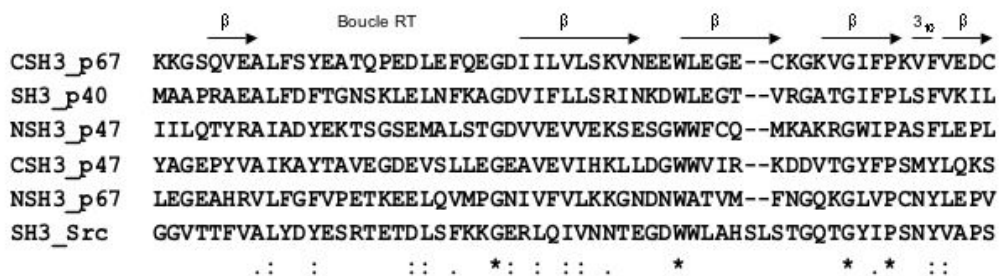 β Boucle RT β β β 3₁₀ β
CSH3_p67 KKGSQVEALFSYEATQPEDLEFQEGDIILVLSKVNEEWLEGE--CKGKVGIFPKVFVEDC
SH3_p40 MAAPRAEALFDFTGNSKLELNFKAGDVIFLLSRINKDWLEGT--VRGATGIFPLSFVKIL
NSH3_p47 IILQTYRAIADYEKTSGSEMALSTGDVVEVVEKSESGWWFCQ--MKAKRGWIPASFLEPL
CSH3_p47 YAGEPYVAIKAYTAVEGDEVSLLEGEAVEVIHKLLDGWWVIR--KDDVTGYFPSMYLQKS
NSH3_p67 LEGEAHRVLFGFVPETKEELQVMPGNIVFVLKKGNDNWATVM--FNGQKGLVPCNYLEPV
SH3_Src GGVTTFVALYDYESRTETDLSFKKGERLQIVNNTEGDWWLAHSLSTGQTGYIPSNYVAPS
.: : :: . *: : :: . * * .* ::